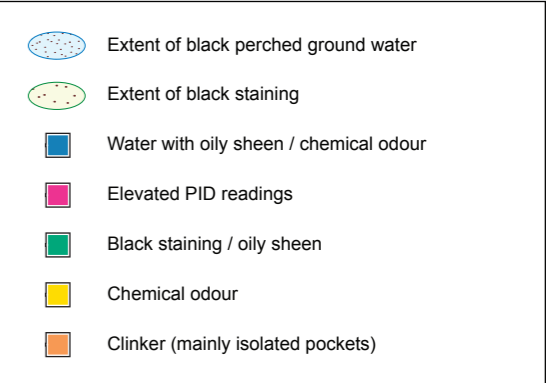 Extent of black perched ground water
Extent of black staining
Water with oily sheen / chemical odour
Elevated PID readings
Black staining / oily sheen
Chemical odour
Clinker (mainly isolated pockets)